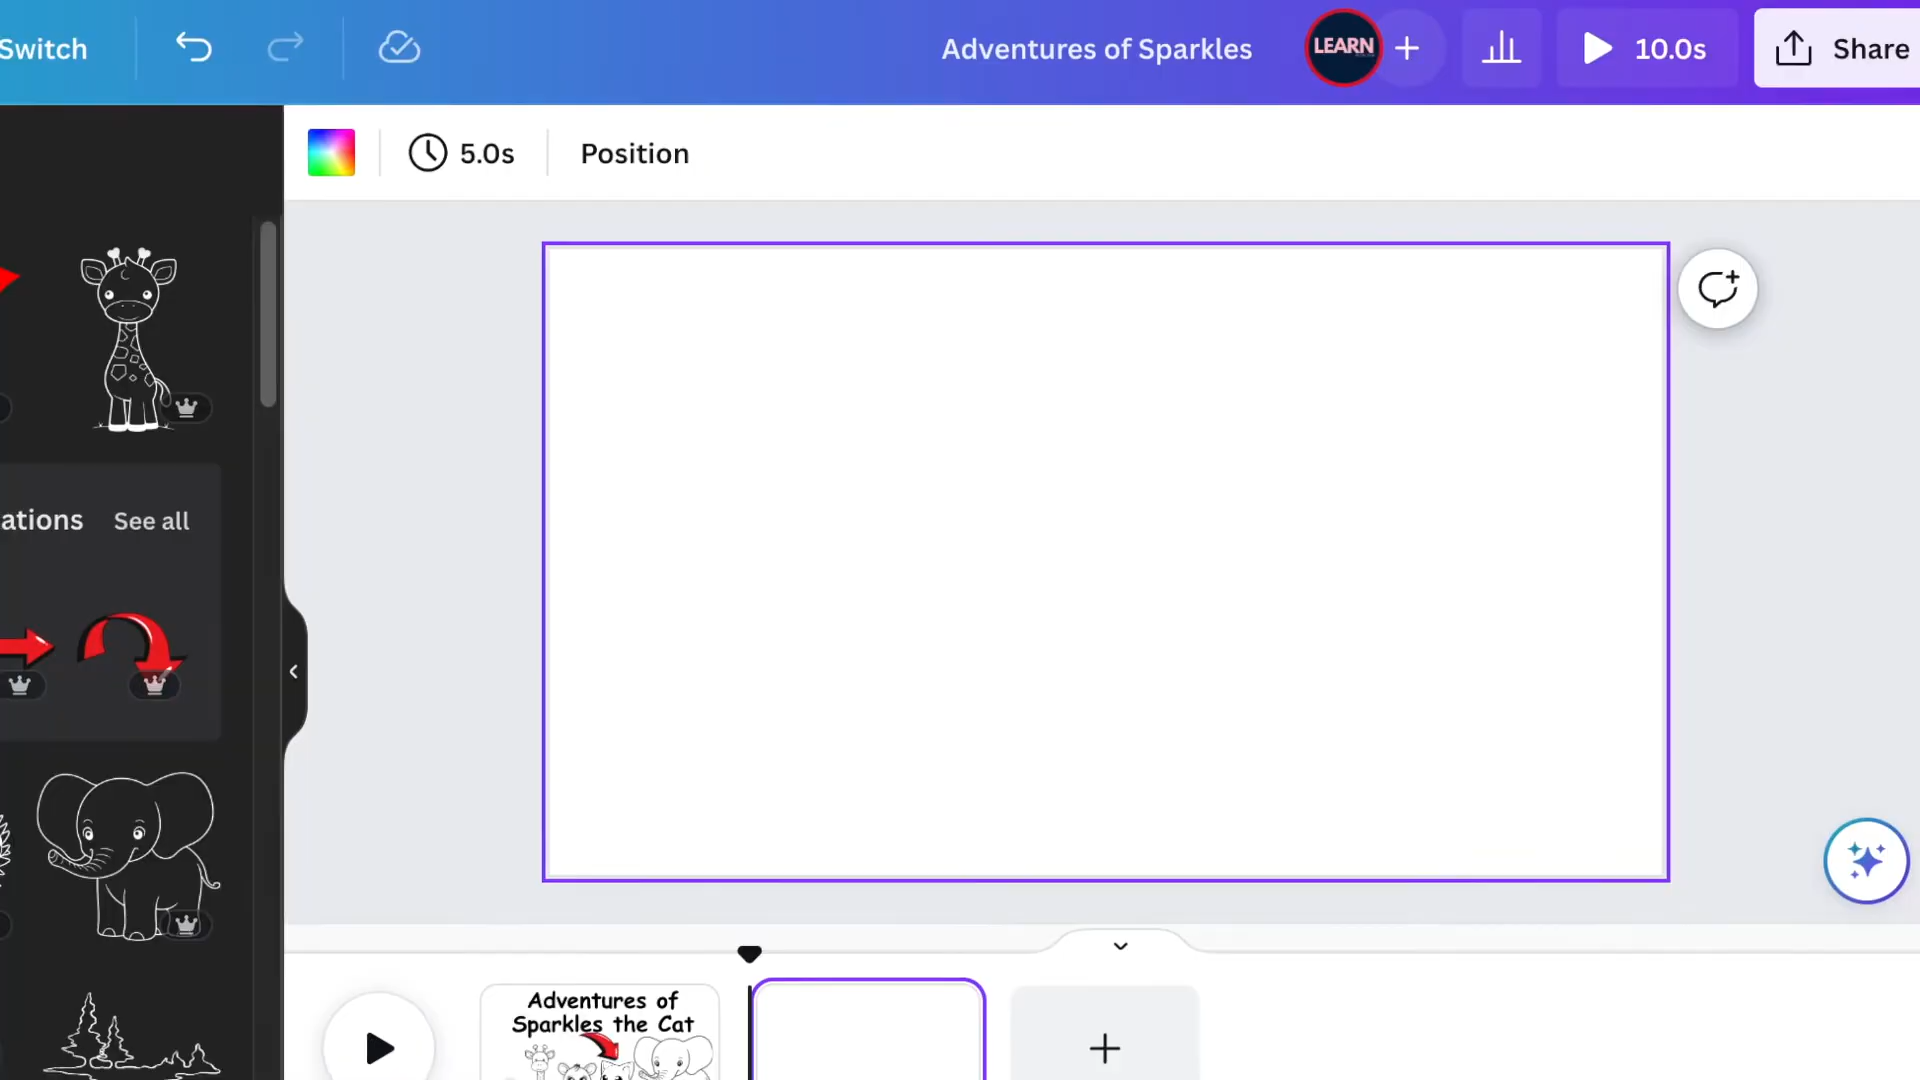 Switch
Adventures of Sparkles
LEARN
10.0s
Share
5.0s
Position
ations
See all
Adventures of
Sparkles the Cat